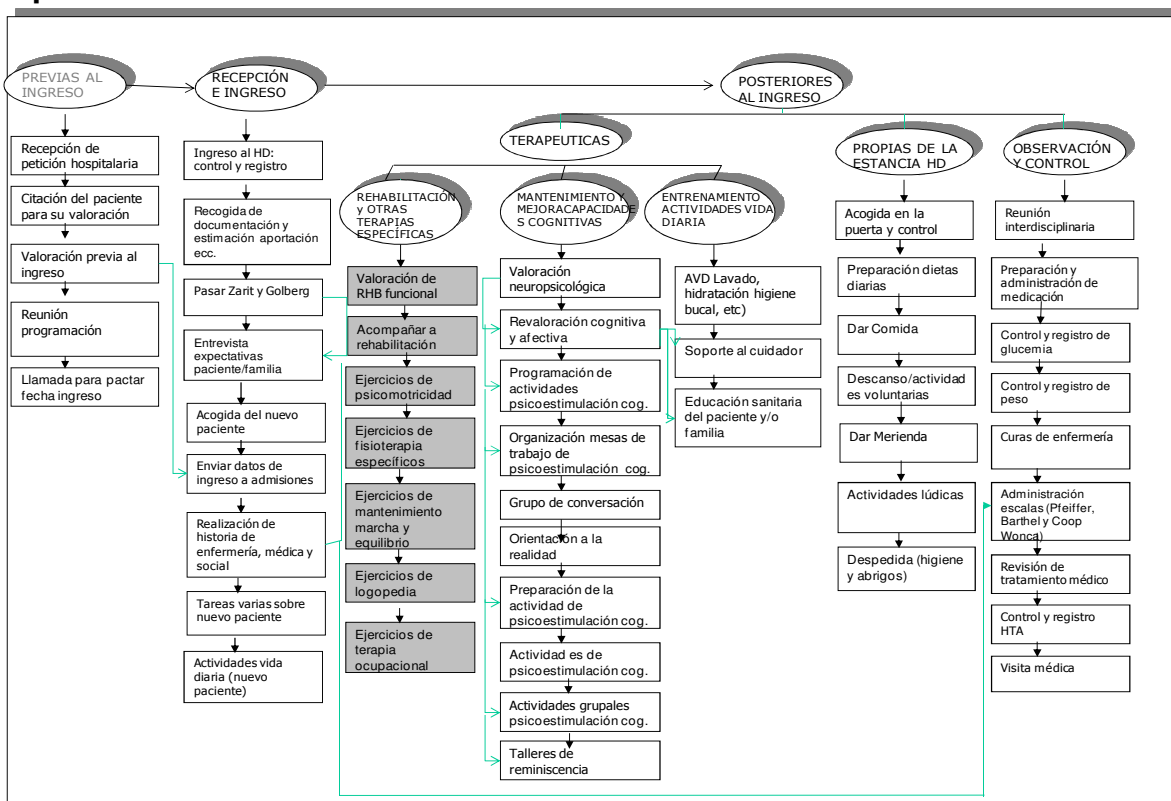 PREVIAS AL
INGRESO
RECEPCIÓN
E INGRESO
POSTERIORES
AL INGRESO
TERAPEUTICAS
PROPIAS DE LA
ESTANCIA HD
OBSERVACIÓN
Y CONTROL
REHABILITACIÓN
y OTRAS
TERAPIAS
ESPECÍFICAS
MANTENIMIENTO Y
MEJORACAPACIDADE
S COGNITIVAS
ENTRENAMIENTO
ACTIVIDADES VIDA
DIARIA
Recepción de
petición hospitalaria
Citación del paciente
para su valoración
Valoración previa al
ingreso
Reunión
programación
Llamada para pactar
fecha ingreso
Ingreso al HD:
control y registro
Recogida de
documentación y
estimación aportación
ecc.
Pasar Zarit y Golberg
Entrevista
expectativas
paciente/familia
Acogida del nuevo
paciente
Enviar datos de
ingreso a admisiones
Realización de
historia de
enfermería, médica y
social
Tareas varias sobre
nuevo paciente
Actividades vida
diaria (nuevo
paciente)
Valoración de
RHB funcional
Acompañar a
rehabilitación
Ejercicios de
psicomotricidad
Ejercicios de
fisioterapia
específicos
Ejercicios de
mantenimiento
marcha y
equilibrio
Ejercicios de
logopedia
Ejercicios de
terapia
ocupacional
Valoración
neuropsicológica
Revaloración cognitiva
y afectiva
Programación de
actividades
psicoestimulación cog.
Organización mesas de
trabajo de
psicoestimulación cog.
Grupo de conversación
Orientación a la
realidad
Preparación de la
actividad de
psicoestimulación cog.
Actividad es de
psicoestimulación cog.
Actividades grupales
psicoestimulación cog.
Talleres de
reminiscencia
AVD Lavado,
hidratación higiene
bucal, etc)
Soporte al cuidador
Educación sanitaria
del paciente y/o
familia
Acogida en la
puerta y control
Preparación dietas
diarias
Dar Comida
Descanso/actividad
es voluntarias
Dar Merienda
Actividades lúdicas
Despedida (higiene
y abrigos)
Reunión
interdisciplinaria
Preparación y
administración de
medicación
Control y registro de
glucemia
Control y registro de
peso
Curas de enfermería
Administración
escalas (Pfeiffer,
Barthel y Coop
Wonca)
Revisión de
tratamiento médico
Control y registro
HTA
Visita médica